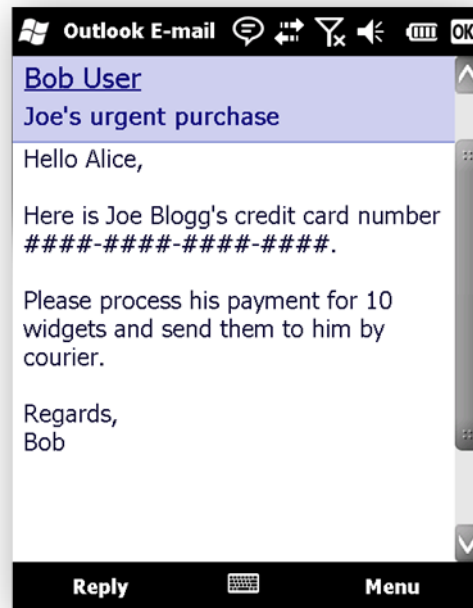 Outlook E-mail OK
Bob User
Joe's urgent purchase
Hello Alice,
Here is Joe Blogg's credit card number
####-####-####-####.
Please process his payment for 10
widgets and send them to him by
courier.
Regards,
Bob
Reply Menu